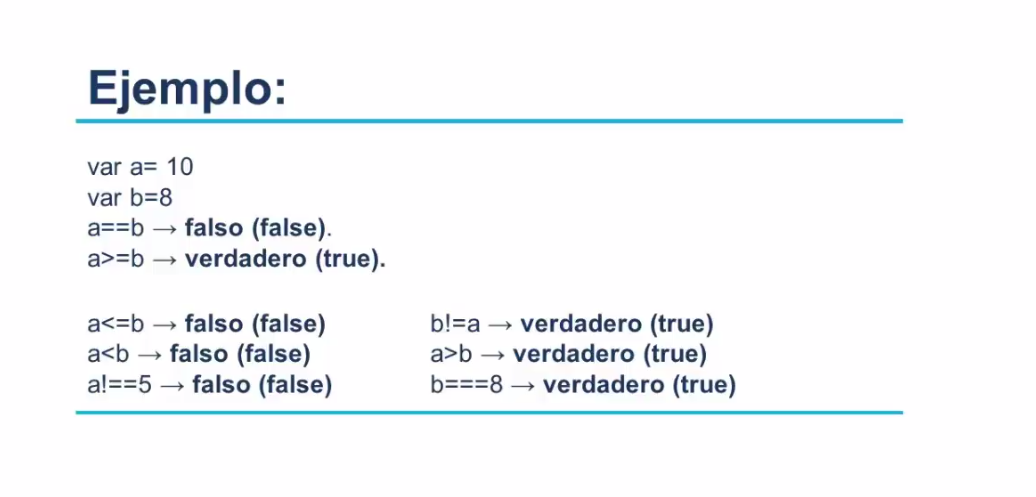 Ejemplo:
var a= 10
var b=8
a==b → falso (false).
a>=b → verdadero (true).
a<=b → falso (false)
a<b → falso (false)
a!==5 → falso (false)
b!=a → verdadero (true)
a>b → verdadero (true)
b===8 → verdadero (true)